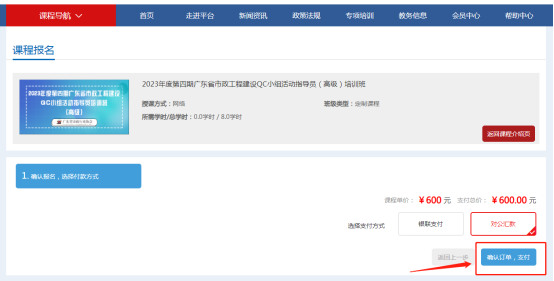 课程导航 首页 走进平台 新闻资讯 政策法规 专项培训 教务信息 会员中心 帮助中心
课程报名
2023年度第四期广东省市政工程建设
QC小组活动指导员培训班
(高级)
2023年度第四期广东省市政工程建设QC小组活动指导员（高级）培训班
授课方式：网络 班级类型：定制课程
所需学时/总学时：0.0学时 / 8.0学时
返回课程介绍页
1. 确认报名，选择付款方式
课程单价： ￥600 元 支付总价： ￥600.00 元
选择支付方式 银联支付 对公汇款
返回上一步 确认订单，支付